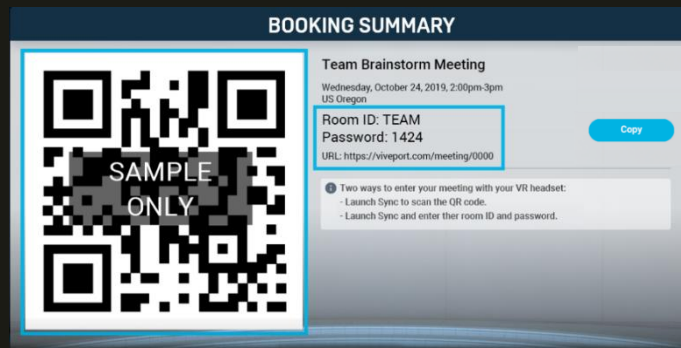 BOOKING SUMMARY
SAMPLE
ONLY
Team Brainstorm Meeting
Wednesday, October 24, 2019, 2:00pm-3pm
US Oregon
Room ID: TEAM
Password: 1424
URL: https://viveport.com/meeting/0000
Copy
Two ways to enter your meeting with your VR headset:
- Launch Sync to scan the QR code.
- Launch Sync and enter ther room ID and password.